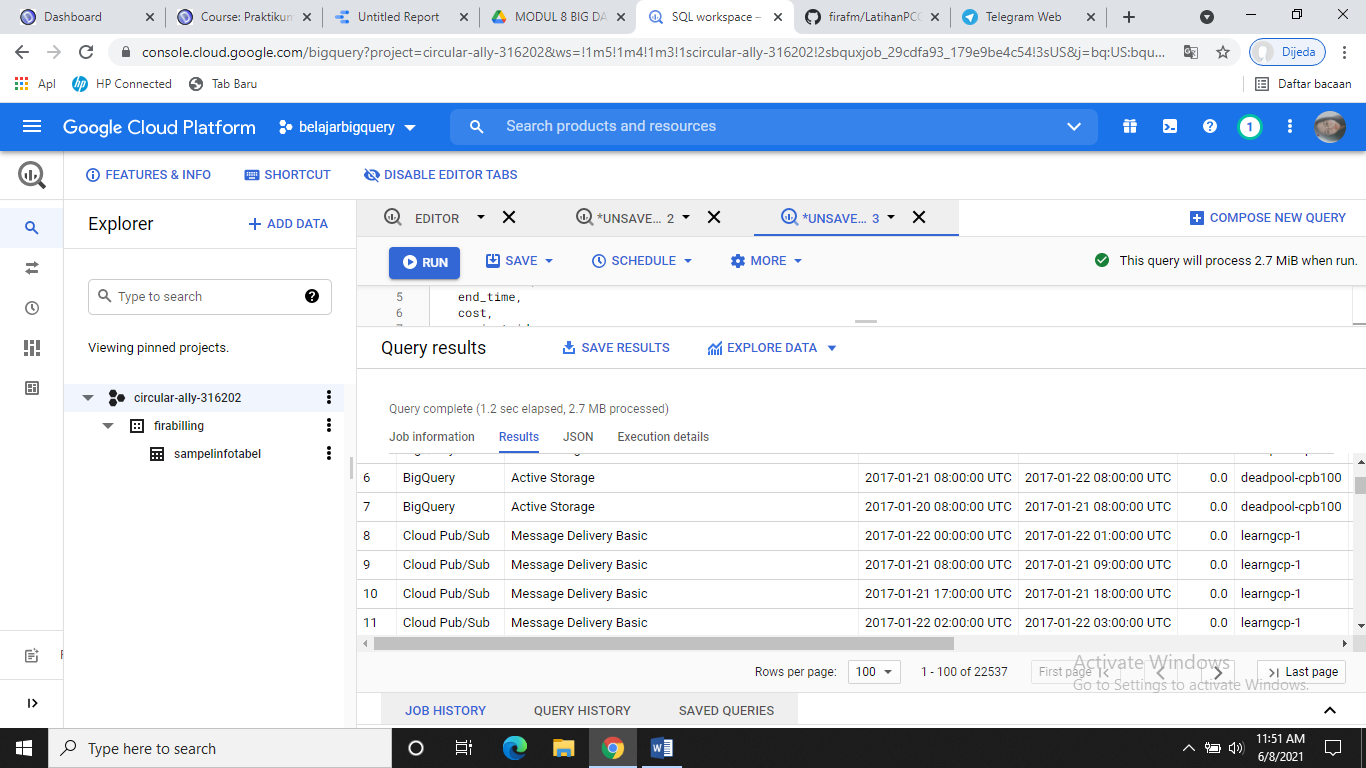 Dashboard
Course: Praktikun
Untitled Report
MODUL 8 BIG DA
SQL workspace –
firafm/LatihanPCC
Telegram Web
console.cloud.google.com/bigquery?project=circular-ally-316202&ws=!1m5!1m4!1m3!1scircular-ally-316202!2sbquxjob_29cdfa93_179e9be4c54!3sUS&j=bq:US:bqu...
Dijeda
Apl
HP Connected
Tab Baru
Daftar bacaan
Google Cloud Platform
belajarbigquery
Search products and resources
1
FEATURES & INFO
SHORTCUT
DISABLE EDITOR TABS
Explorer
+ ADD DATA
EDITOR
*UNSAVE... 2
*UNSAVE... 3
COMPOSE NEW QUERY
RUN
SAVE
SCHEDULE
MORE
This query will process 2.7 MiB when run.
Type to search
5 end_time,
6 cost,
Viewing pinned projects.
Query results
SAVE RESULTS
EXPLORE DATA
circular-ally-316202
firabilling
sampelinfotabel
Query complete (1.2 sec elapsed, 2.7 MB processed)
Job information
Results
JSON
Execution details
6 BigQuery Active Storage 2017-01-21 08:00:00 UTC 2017-01-22 08:00:00 UTC 0.0 deadpool-cpb100
7 BigQuery Active Storage 2017-01-20 08:00:00 UTC 2017-01-21 08:00:00 UTC 0.0 deadpool-cpb100
8 Cloud Pub/Sub Message Delivery Basic 2017-01-22 00:00:00 UTC 2017-01-22 01:00:00 UTC 0.0 learngcp-1
9 Cloud Pub/Sub Message Delivery Basic 2017-01-21 08:00:00 UTC 2017-01-21 09:00:00 UTC 0.0 learngcp-1
10 Cloud Pub/Sub Message Delivery Basic 2017-01-21 17:00:00 UTC 2017-01-21 18:00:00 UTC 0.0 learngcp-1
11 Cloud Pub/Sub Message Delivery Basic 2017-01-22 02:00:00 UTC 2017-01-22 03:00:00 UTC 0.0 learngcp-1
Rows per page:
100
1 - 100 of 22537
First page
Last page
Activate Windows
Go to Settings to activate Windows.
JOB HISTORY
QUERY HISTORY
SAVED QUERIES
Type here to search
11:51 AM
6/8/2021